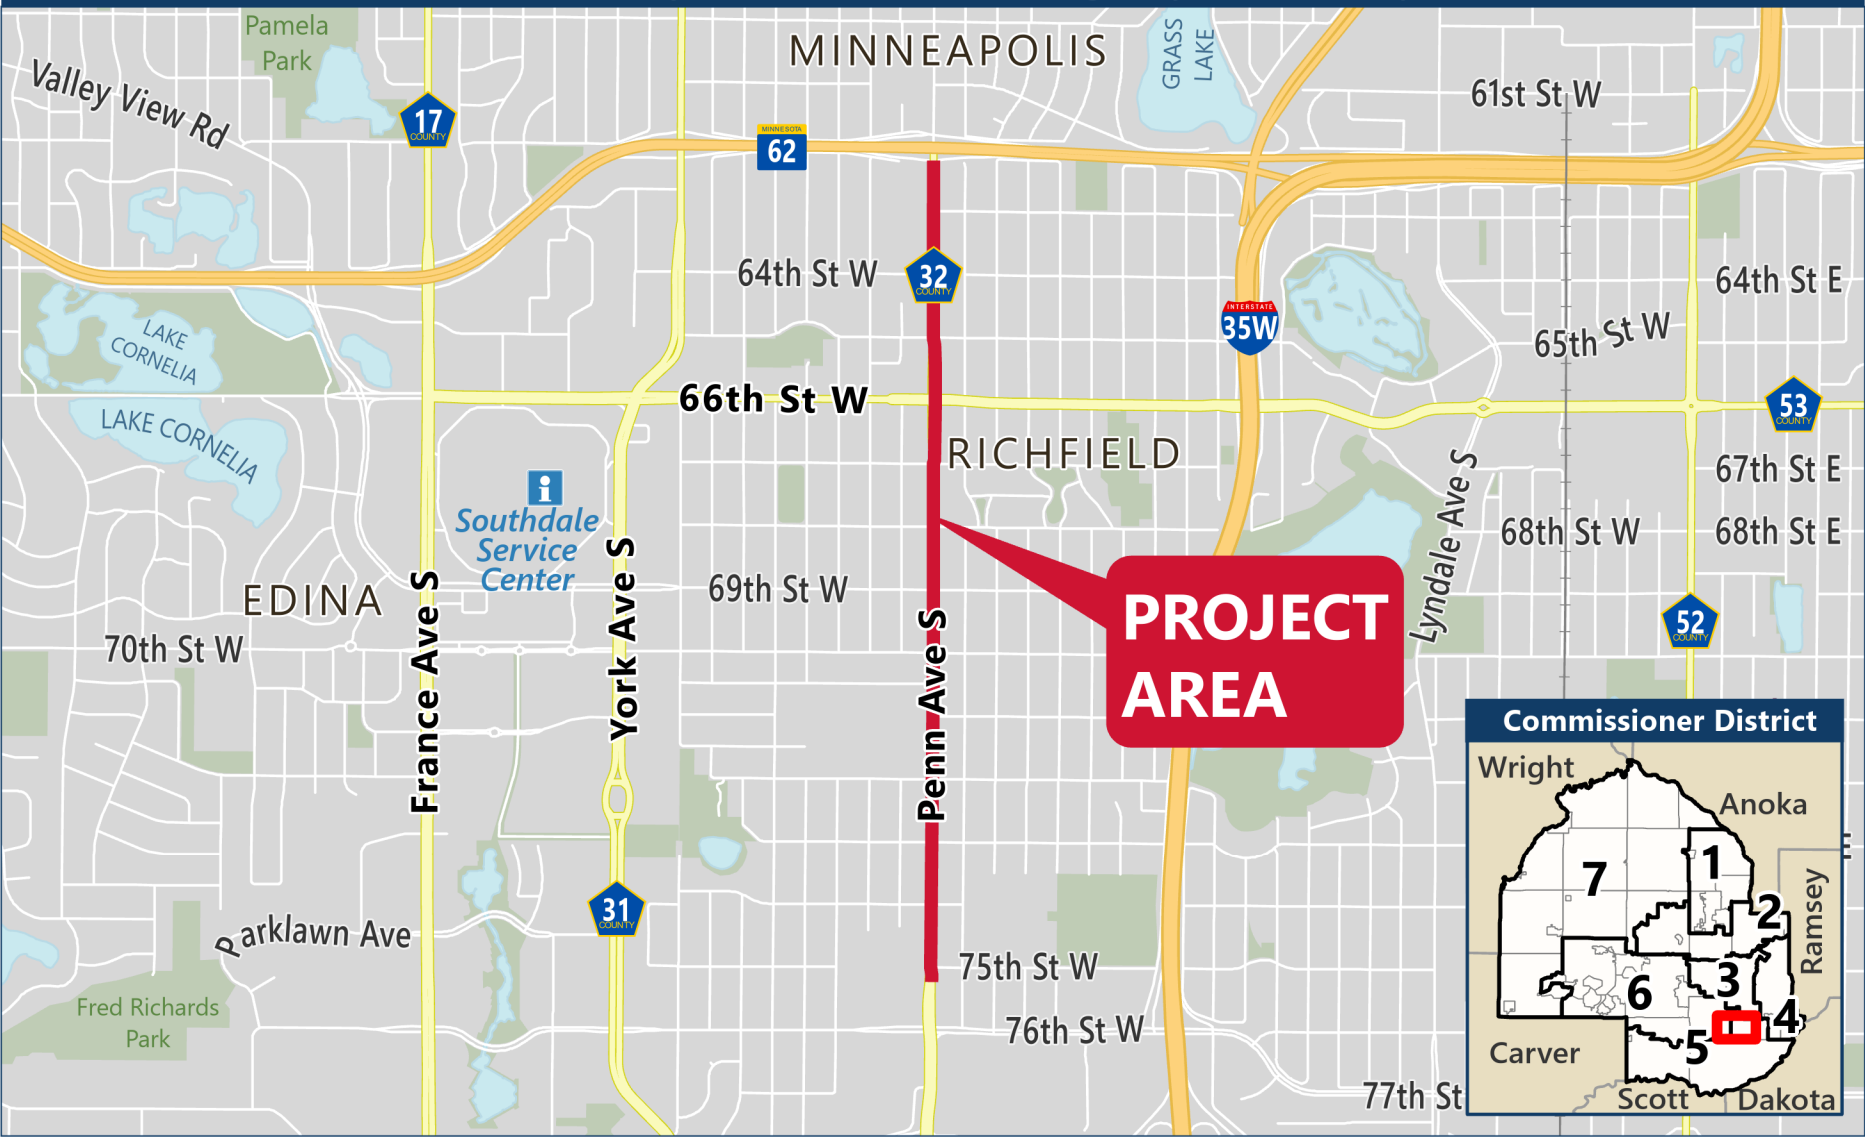 Pamela
Park
MINNEAPOLIS
GRASS
LAKE
Valley View Rd
61st St W
17
COUNTY
MINNESOTA
62
64th St W
32
COUNTY
64th St E
INTERSTATE
35W
65th St W
LAKE
CORNELIA
66th St W
53
COUNTY
LAKE CORNELIA
RICHFIELD
67th St E
Southdale
Service
Center
68th St W
68th St E
Lyndale Ave S
69th St W
EDINA
70th St W
France Ave S
York Ave S
Penn Ave S
PROJECT
AREA
52
COUNTY
31
COUNTY
Parklawn Ave
75th St W
Fred Richards
Park
76th St W
77th St
Commissioner District
Wright
Anoka
1
7
2
Ramsey
3
6
4
5
Carver
Scott
Dakota